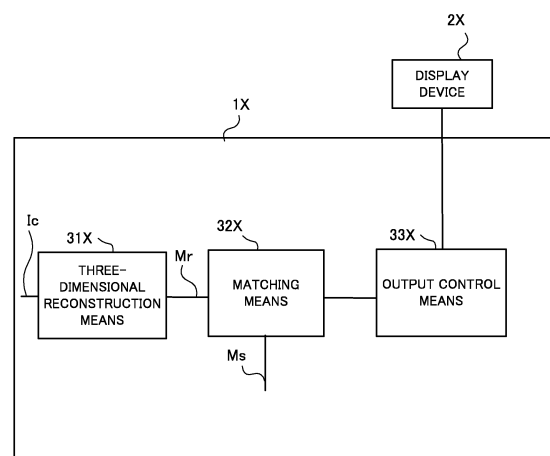 2X
DISPLAY
DEVICE
1X
Ic
31X
THREE-
DIMENSIONAL
RECONSTRUCTION
MEANS
Mr
32X
MATCHING
MEANS
33X
OUTPUT CONTROL
MEANS
Ms